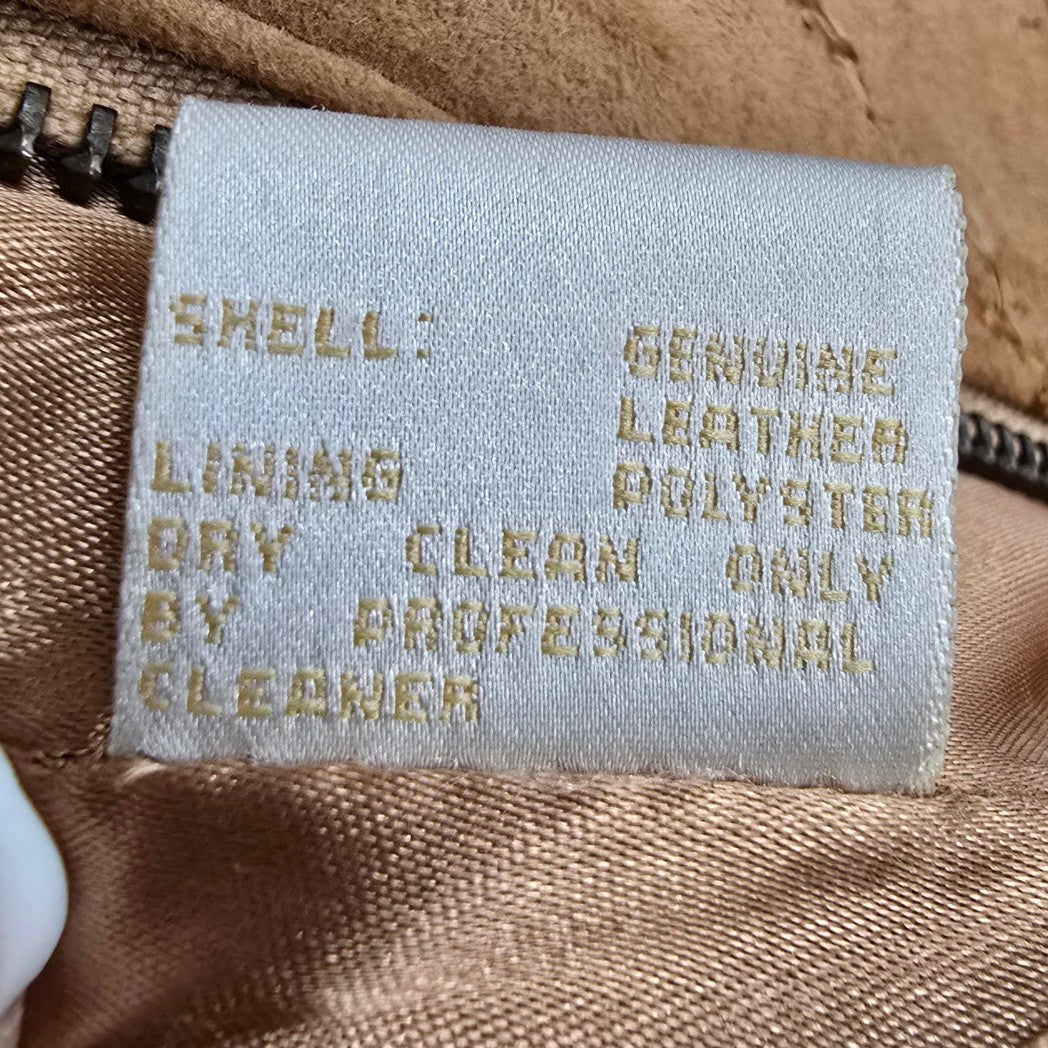 SHELL: GENUINE
LEATHER
LINING POLYSTER
DRY CLEAN ONLY
BY PROFESSIONAL
CLEANER